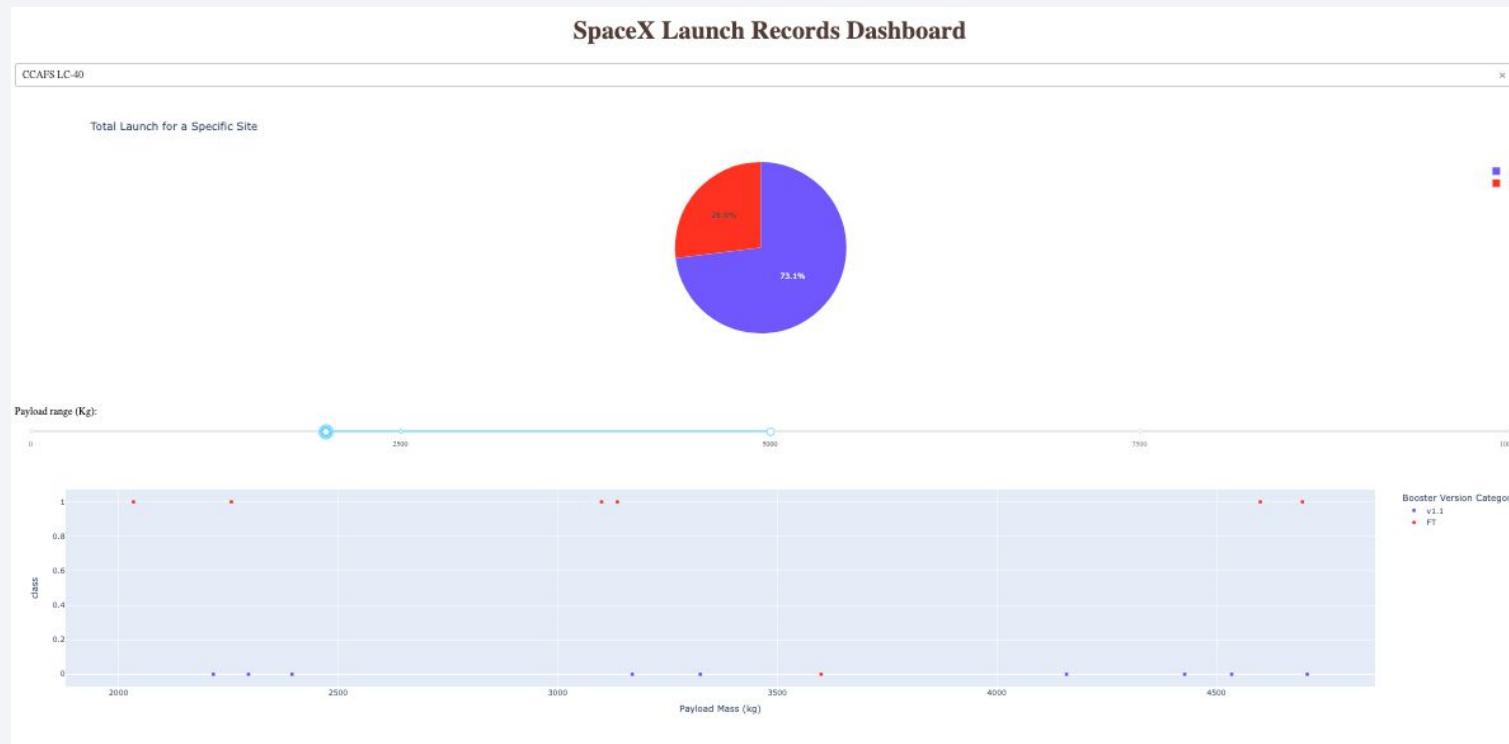 SpaceX Launch Records Dashboard
CCAFS LC-40
×
Total Launch for a Specific Site
73.1%
Payload range (Kg):
0 2500 5000 7500 100
1
0.8
0.6
0.4
0.2
0
class
2000 2500 3000 3500 4000 4500
Payload Mass (kg)
Booster Version Categor
v1.1
FT